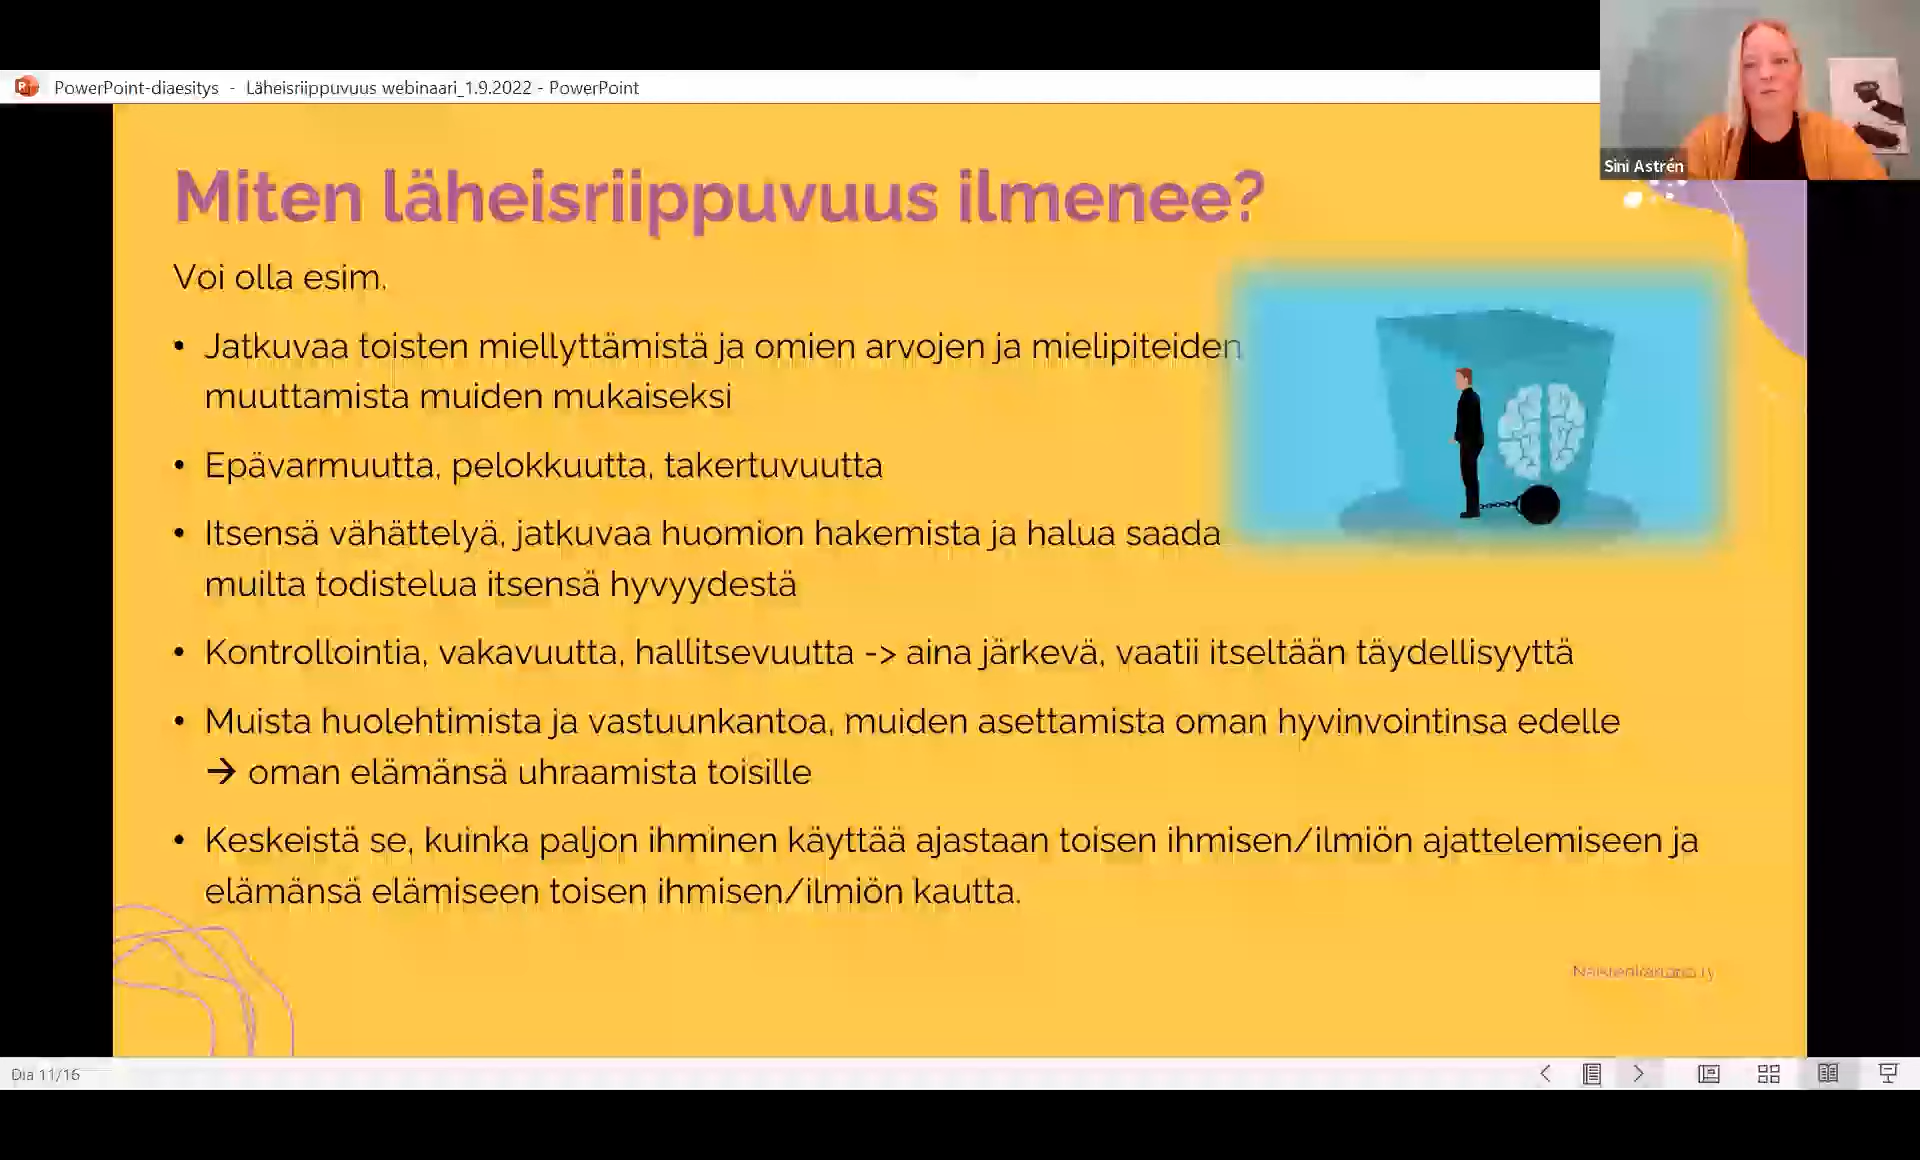 PowerPoint-diaesitys - Läheisriippuvuus webinaari_1.9.2022 - PowerPoint
Sini Astrén
Miten läheisriippuvuus ilmenee?
Voi olla esim.
• Jatkuvaa toisten miellyttämistä ja omien arvojen ja mielipiteiden
muuttamista muiden mukaiseksi
• Epävarmuutta, pelokkuutta, takertuvuutta
• Itsensä vähättelyä, jatkuvaa huomion hakemista ja halua saada
muilta todistelua itsensä hyvyydestä
• Kontrollointia, vakavuutta, hallitsevuutta -> aina järkevä, vaatii itseltään täydellisyyttä
• Muista huolehtimista ja vastuunkantoa, muiden asettamista oman hyvinvointinsa edelle
→ oman elämänsä uhraamista toisille
• Keskeistä se, kuinka paljon ihminen käyttää ajastaan toisen ihmisen/ilmiön ajattelemiseen ja
elämänsä elämiseen toisen ihmisen/ilmiön kautta.
Naistenkartano ry
Dia 11/16